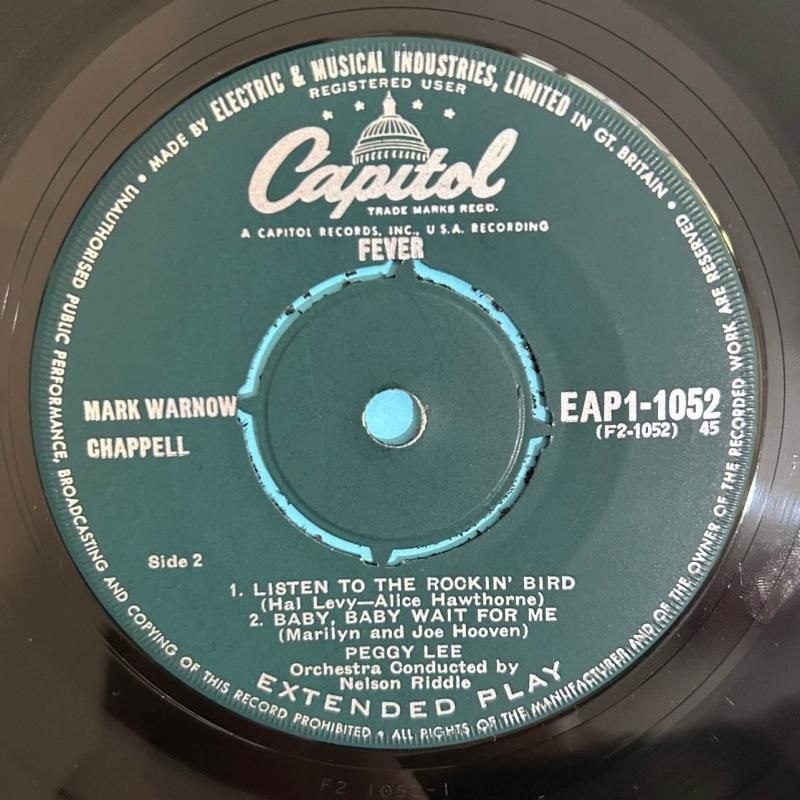 MADE BY ELECTRIC & MUSICAL INDUSTRIES, LIMITED IN GT. BRITAIN •
REGISTERED USER
Capitol
TRADE MARKS REGD.
A CAPITOL RECORDS, INC., U.S.A. RECORDING
FEVER
MARK WARNOW
CHAPPELL
EAP1-1052
(F2-1052) 45
Side 2
1. LISTEN TO THE ROCKIN' BIRD
(Hal Levy—Alice Hawthorne)
2. BABY, BABY WAIT FOR ME
(Marilyn and Joe Hooven)
PEGGY LEE
Orchestra Conducted by
Nelson Riddle
EXTENDED PLAY
• UNAUTHORISED PUBLIC PERFORMANCE, BROADCASTING AND COPYING OF THIS RECORD PROHIBITED • ALL RIGHTS OF THE MANUFACTURER AND OF THE OWNER OF THE RECORDED WORK ARE RESERVED
F2 1052-1